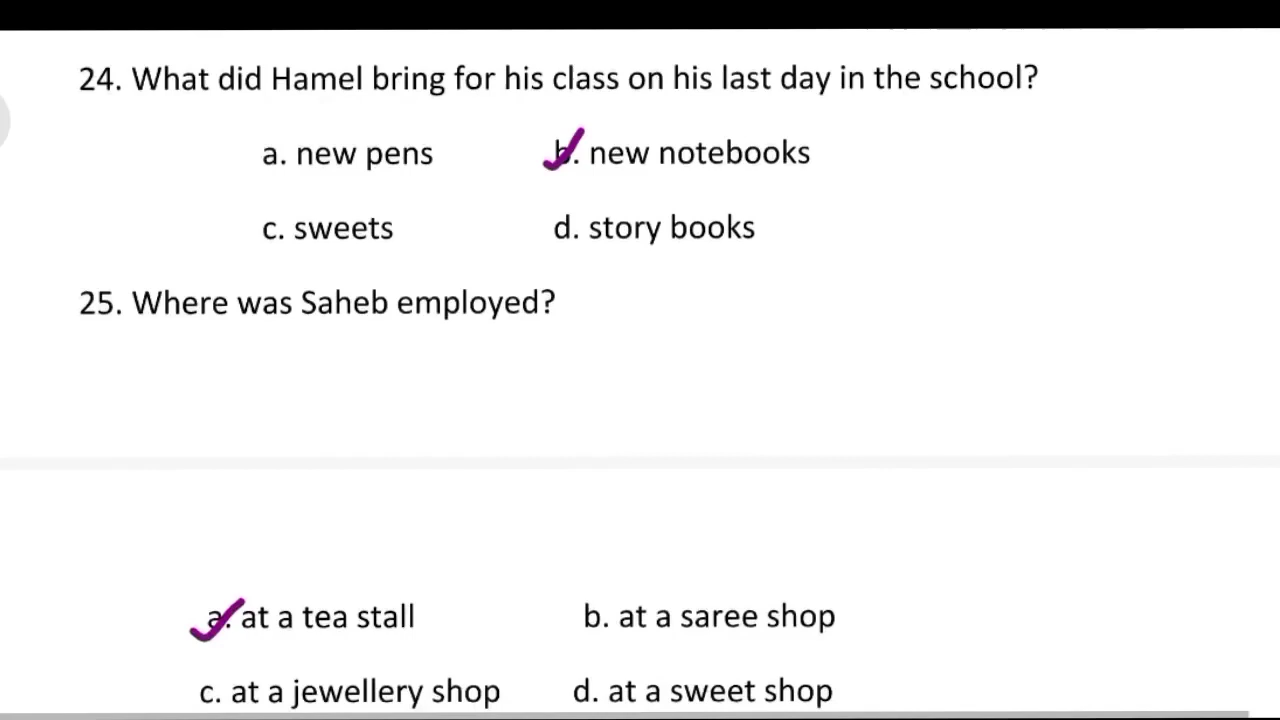 24. What did Hamel bring for his class on his last day in the school?
a. new pens b. new notebooks
c. sweets d. story books
25. Where was Saheb employed?
a. at a tea stall b. at a saree shop
c. at a jewellery shop d. at a sweet shop